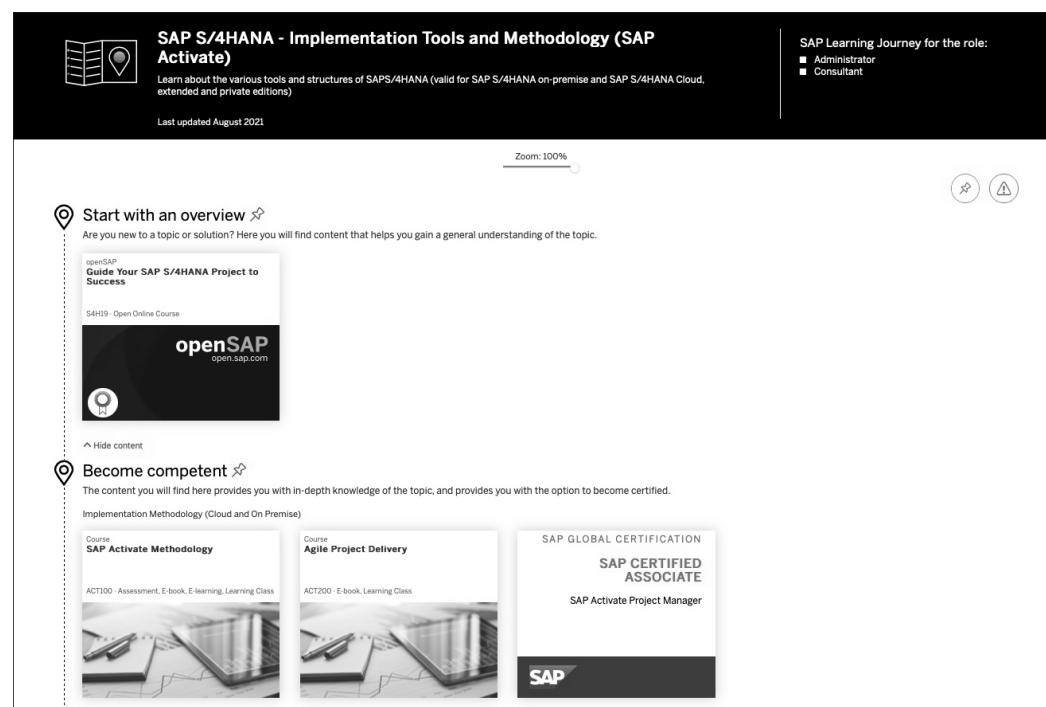 SAP S/4HANA - Implementation Tools and Methodology (SAP
Activate)
Learn about the various tools and structures of SAPS/4HANA (valid for SAP S/4HANA on-premise and SAP S/4HANA Cloud,
extended and private editions)
Last updated August 2021
SAP Learning Journey for the role:
Administrator
Consultant
Zoom: 100%
Start with an overview
Are you new to a topic or solution? Here you will find content that helps you gain a general understanding of the topic.
openSAP
Guide Your SAP S/4HANA Project to
Success
S4H19 - Open Online Course
openSAP
open.sap.com
Hide content
Become competent
The content you will find here provides you with in-depth knowledge of the topic, and provides you with the option to become certified.
Implementation Methodology (Cloud and On Premise)
Course
SAP Activate Methodology
ACT100 - Assessment, E-book, E-learning, Learning Class
Course
Agile Project Delivery
ACT200 - E-book, Learning Class
SAP GLOBAL CERTIFICATION
SAP CERTIFIED
ASSOCIATE
SAP Activate Project Manager
SAP